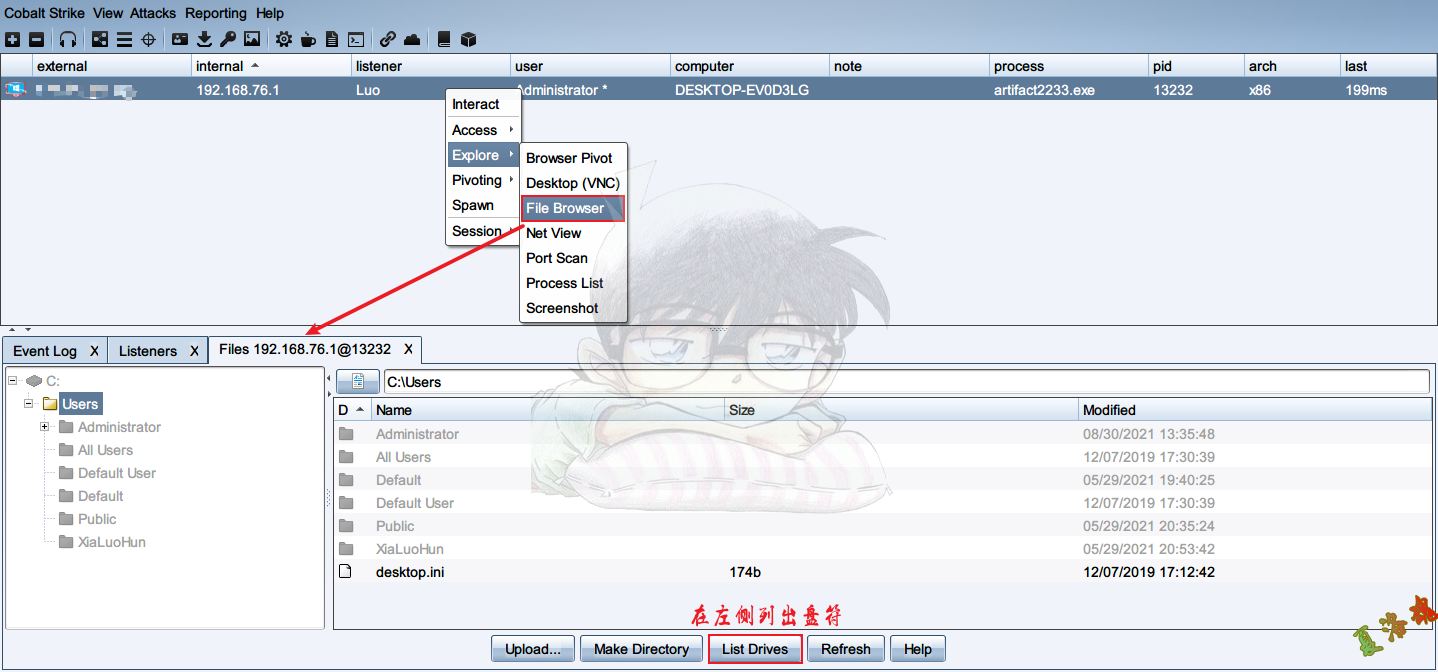 Cobalt Strike View Attacks Reporting Help
external internal listener user computer note process pid arch last
192.168.76.1 Luo Administrator * DESKTOP-EV0D3LG artifact2233.exe 13232 x86 199ms
Interact
Access
Explore
Pivoting
Spawn
Session
Browser Pivot
Desktop (VNC)
File Browser
Net View
Port Scan
Process List
Screenshot
Event Log X Listeners X Files 192.168.76.1@13232 X
C:
Users
Administrator
All Users
Default User
Default
Public
XiaLuoHun
C:\Users
D Name Size Modified
Administrator 08/30/2021 13:35:48
All Users 12/07/2019 17:30:39
Default 05/29/2021 19:40:25
Default User 12/07/2019 17:30:39
Public 05/29/2021 20:35:24
XiaLuoHun 05/29/2021 20:53:42
desktop.ini 174b 12/07/2019 17:12:42
在左侧列出盘符
Upload... Make Directory List Drives Refresh Help